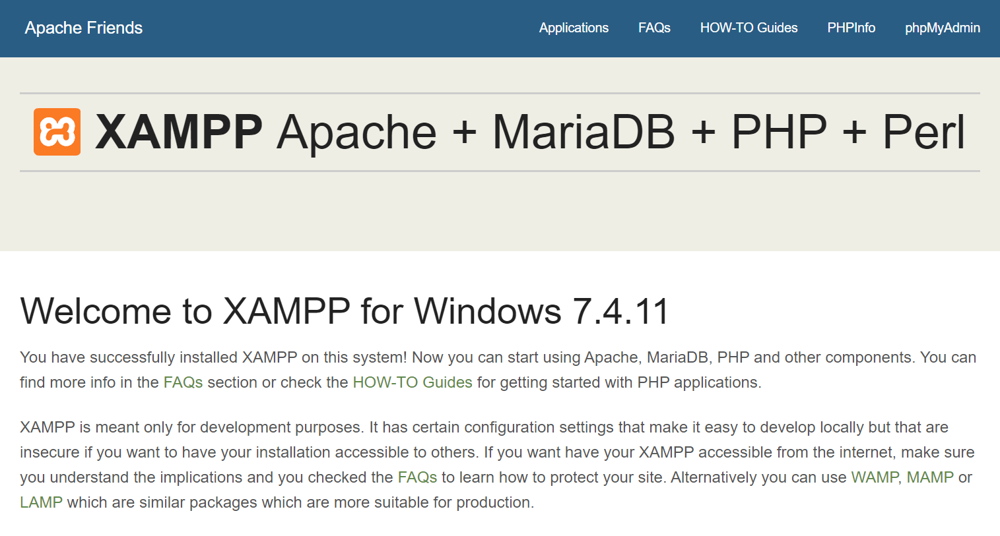 Apache Friends
Applications
FAQs
HOW-TO Guides
PHPInfo
phpMyAdmin
XAMPP Apache + MariaDB + PHP + Perl
Welcome to XAMPP for Windows 7.4.11
You have successfully installed XAMPP on this system! Now you can start using Apache, MariaDB, PHP and other components. You can
find more info in the FAQs section or check the HOW-TO Guides for getting started with PHP applications.
XAMPP is meant only for development purposes. It has certain configuration settings that make it easy to develop locally but that are
insecure if you want to have your installation accessible to others. If you want have your XAMPP accessible from the internet, make sure
you understand the implications and you checked the FAQs to learn how to protect your site. Alternatively you can use WAMP, MAMP or
LAMP which are similar packages which are more suitable for production.